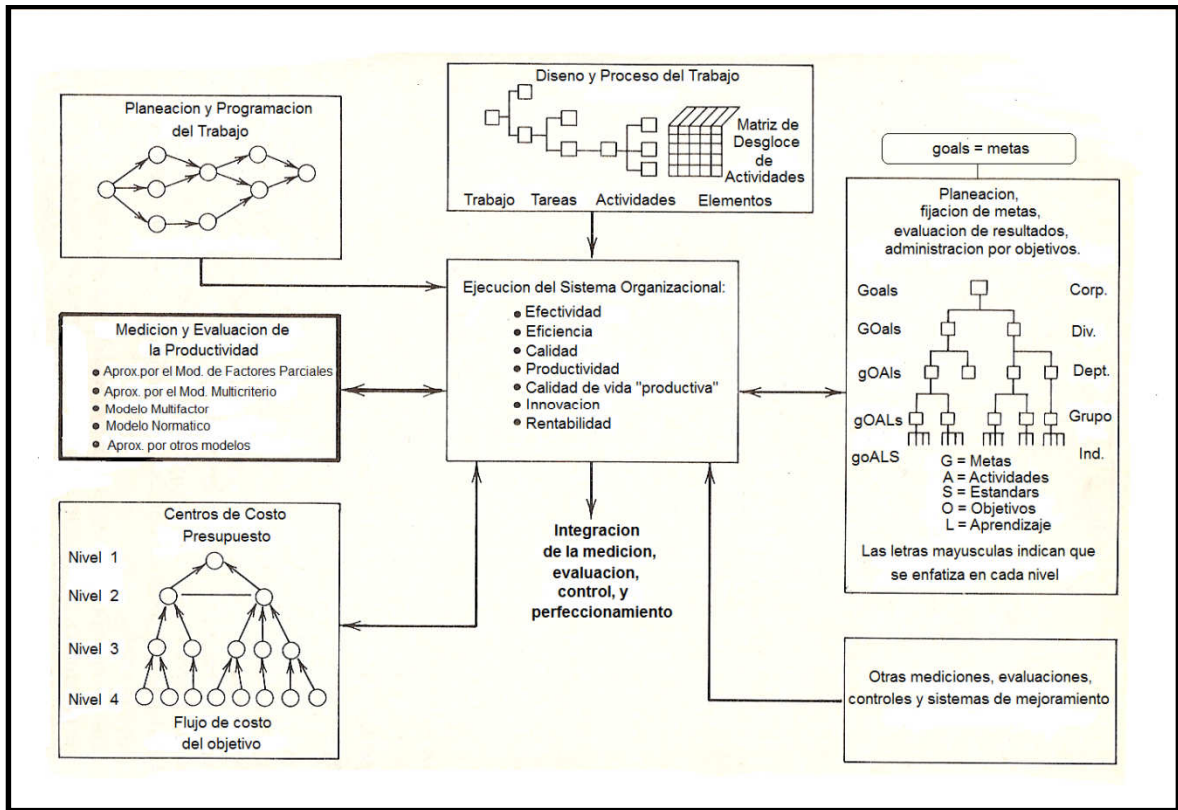 Planeacion y Programacion
del Trabajo
Diseno y Proceso del Trabajo
Matriz de
Desgloce
de
Actividades
Trabajo Tareas Actividades Elementos
goals = metas
Planeacion,
fijacion de metas,
evaluacion de resultados,
administracion por objetivos.
Goals Corp.
GOals Div.
gOAls Dept.
gOALs Grupo
goALS Ind.
G = Metas
A = Actividades
S = Estandars
O = Objetivos
L = Aprendizaje
Las letras mayusculas indican que
se enfatiza en cada nivel
Ejecucion del Sistema Organizacional:
• Efectividad
• Eficiencia
• Calidad
• Productividad
• Calidad de vida "productiva"
• Innovacion
• Rentabilidad
Medicion y Evaluacion de
la Productividad
• Aprox.por el Mod. de Factores Parciales
• Aprox. por el Mod. Multicriterio
• Modelo Multifactor
• Modelo Normatico
• Aprox. por otros modelos
Centros de Costo
Presupuesto
Nivel 1
Nivel 2
Nivel 3
Nivel 4
Flujo de costo
del objetivo
Integracion
de la medicion,
evaluacion,
control, y
perfeccionamiento
Otras mediciones, evaluaciones,
controles y sistemas de mejoramiento